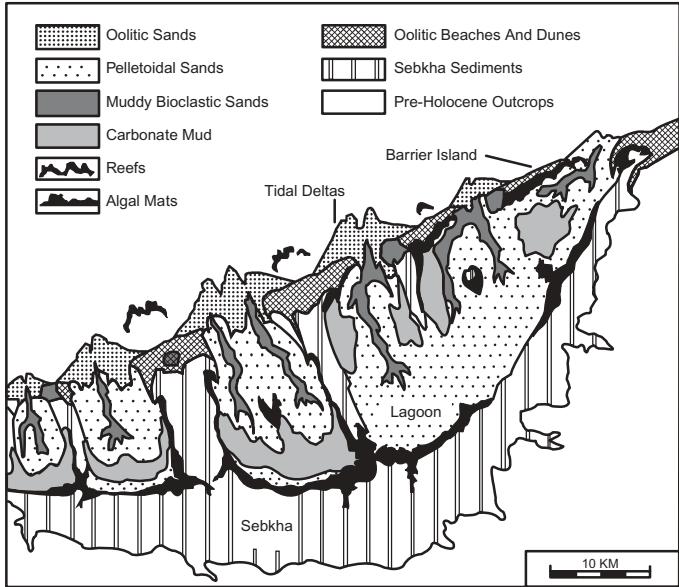 Oolitic Sands
Pelletoidal Sands
Muddy Bioclastic Sands
Carbonate Mud
Reefs
Algal Mats
Oolitic Beaches And Dunes
Sebkha Sediments
Pre-Holocene Outcrops
Barrier Island
Tidal Deltas
Lagoon
Sebkha
10 KM